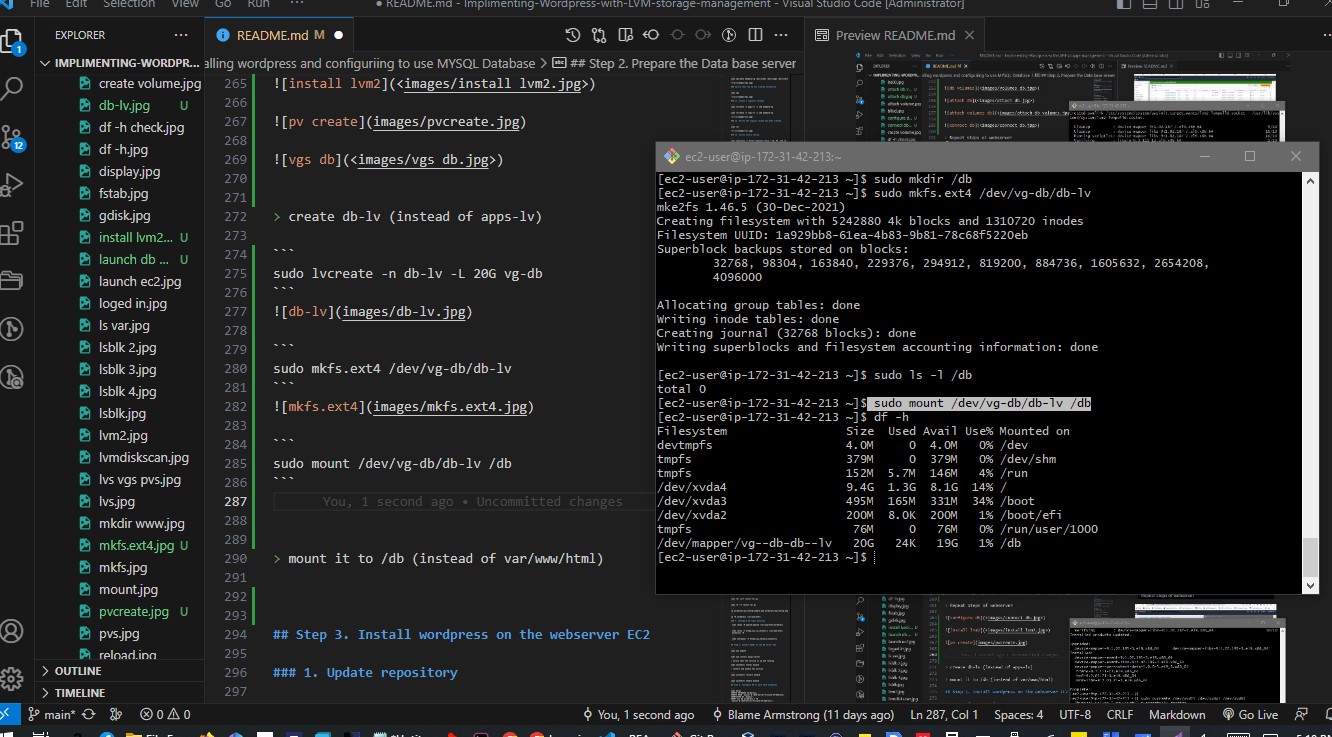 File Edit Selection View Go Run ··· ● README.md - Implimenting-Wordpress-with-LVM-storage-management - Visual Studio Code [Administrator]
EXPLORER ···
README.md M ●
Preview README.md
IMPLIMENTING-WORDPR...
alling wordpress and configuring to use MYSQL Database > ## Step 2. Prepare the Data base server
create volume.jpg
db-lv.jpg U
df -h check.jpg
df -h.jpg
display.jpg
fstab.jpg
gdisk.jpg
install lvm2... U
launch db ... U
launch ec2.jpg
loged in.jpg
ls var.jpg
lsblk 2.jpg
lsblk 3.jpg
lsblk 4.jpg
lsblk.jpg
lvm2.jpg
lvmdiskscan.jpg
lvs vgs pvs.jpg
lvs.jpg
mkdir www.jpg
mkfs.ext4.jpg U
mkfs.jpg
mount.jpg
pvcreate.jpg U
pvs.jpg
reload.jpg
OUTLINE
TIMELINE
265 ![install lvm2](<images/install lvm2.jpg>)
266
267 ![pv create](images/pvcreate.jpg)
268
269 ![vgs db](<images/vgs db.jpg>)
270
271
272 > create db-lv (instead of apps-lv)
273
274 ```
275 sudo lvcreate -n db-lv -L 20G vg-db
276 ```
277 ![db-lv](images/db-lv.jpg)
278
279 ```
280 sudo mkfs.ext4 /dev/vg-db/db-lv
281 ```
282 ![mkfs.ext4](images/mkfs.ext4.jpg)
283
284 ```
285 sudo mount /dev/vg-db/db-lv /db
286 ```
287 You, 1 second ago • Uncommitted changes
288
289
290 > mount it to /db (instead of var/www/html)
291
292
293
294 ## Step 3. Install wordpress on the webserver EC2
295
296 ### 1. Update repository
297
ec2-user@ip-172-31-42-213:~
[ec2-user@ip-172-31-42-213 ~]$ sudo mkdir /db
[ec2-user@ip-172-31-42-213 ~]$ sudo mkfs.ext4 /dev/vg-db/db-lv
mke2fs 1.46.5 (30-Dec-2021)
Creating filesystem with 5242880 4k blocks and 1310720 inodes
Filesystem UUID: 1a929bb8-61ea-4b83-9b81-78c68f5220eb
Superblock backups stored on blocks:
32768, 98304, 163840, 229376, 294912, 819200, 884736, 1605632, 2654208,
4096000
Allocating group tables: done
Writing inode tables: done
Creating journal (32768 blocks): done
Writing superblocks and filesystem accounting information: done
[ec2-user@ip-172-31-42-213 ~]$ sudo ls -l /db
total 0
[ec2-user@ip-172-31-42-213 ~]$ sudo mount /dev/vg-db/db-lv /db
[ec2-user@ip-172-31-42-213 ~]$ df -h
Filesystem Size Used Avail Use% Mounted on
devtmpfs 4.0M 0 4.0M 0% /dev
tmpfs 379M 0 379M 0% /dev/shm
tmpfs 152M 5.7M 146M 4% /run
/dev/xvda4 9.4G 1.3G 8.1G 14% /
/dev/xvda3 495M 165M 331M 34% /boot
/dev/xvda2 200M 8.0K 200M 1% /boot/efi
tmpfs 76M 0 76M 0% /run/user/1000
/dev/mapper/vg--db-db--lv 20G 24K 19G 1% /db
[ec2-user@ip-172-31-42-213 ~]$
main* 0 0 You, 1 second ago Blame Armstrong (11 days ago) Ln 287, Col 1 Spaces: 4 UTF-8 CRLF Markdown Go Live